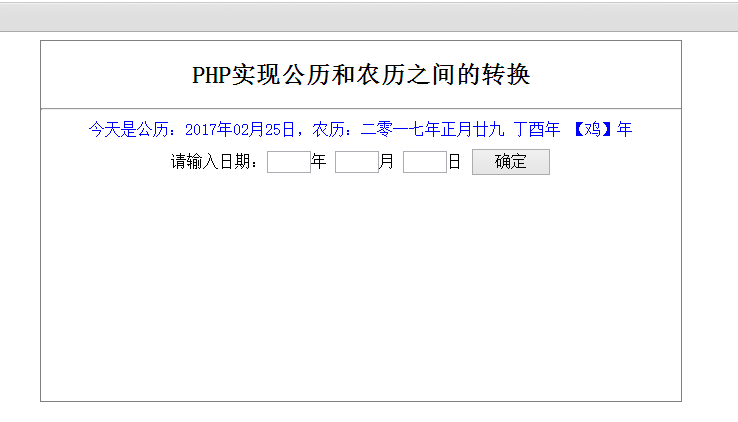 PHP实现公历和农历之间的转换
今天是公历：2017年02月25日，农历：二零一七年正月廿九 丁酉年 【鸡】年
请输入日期：年 月 日 确定